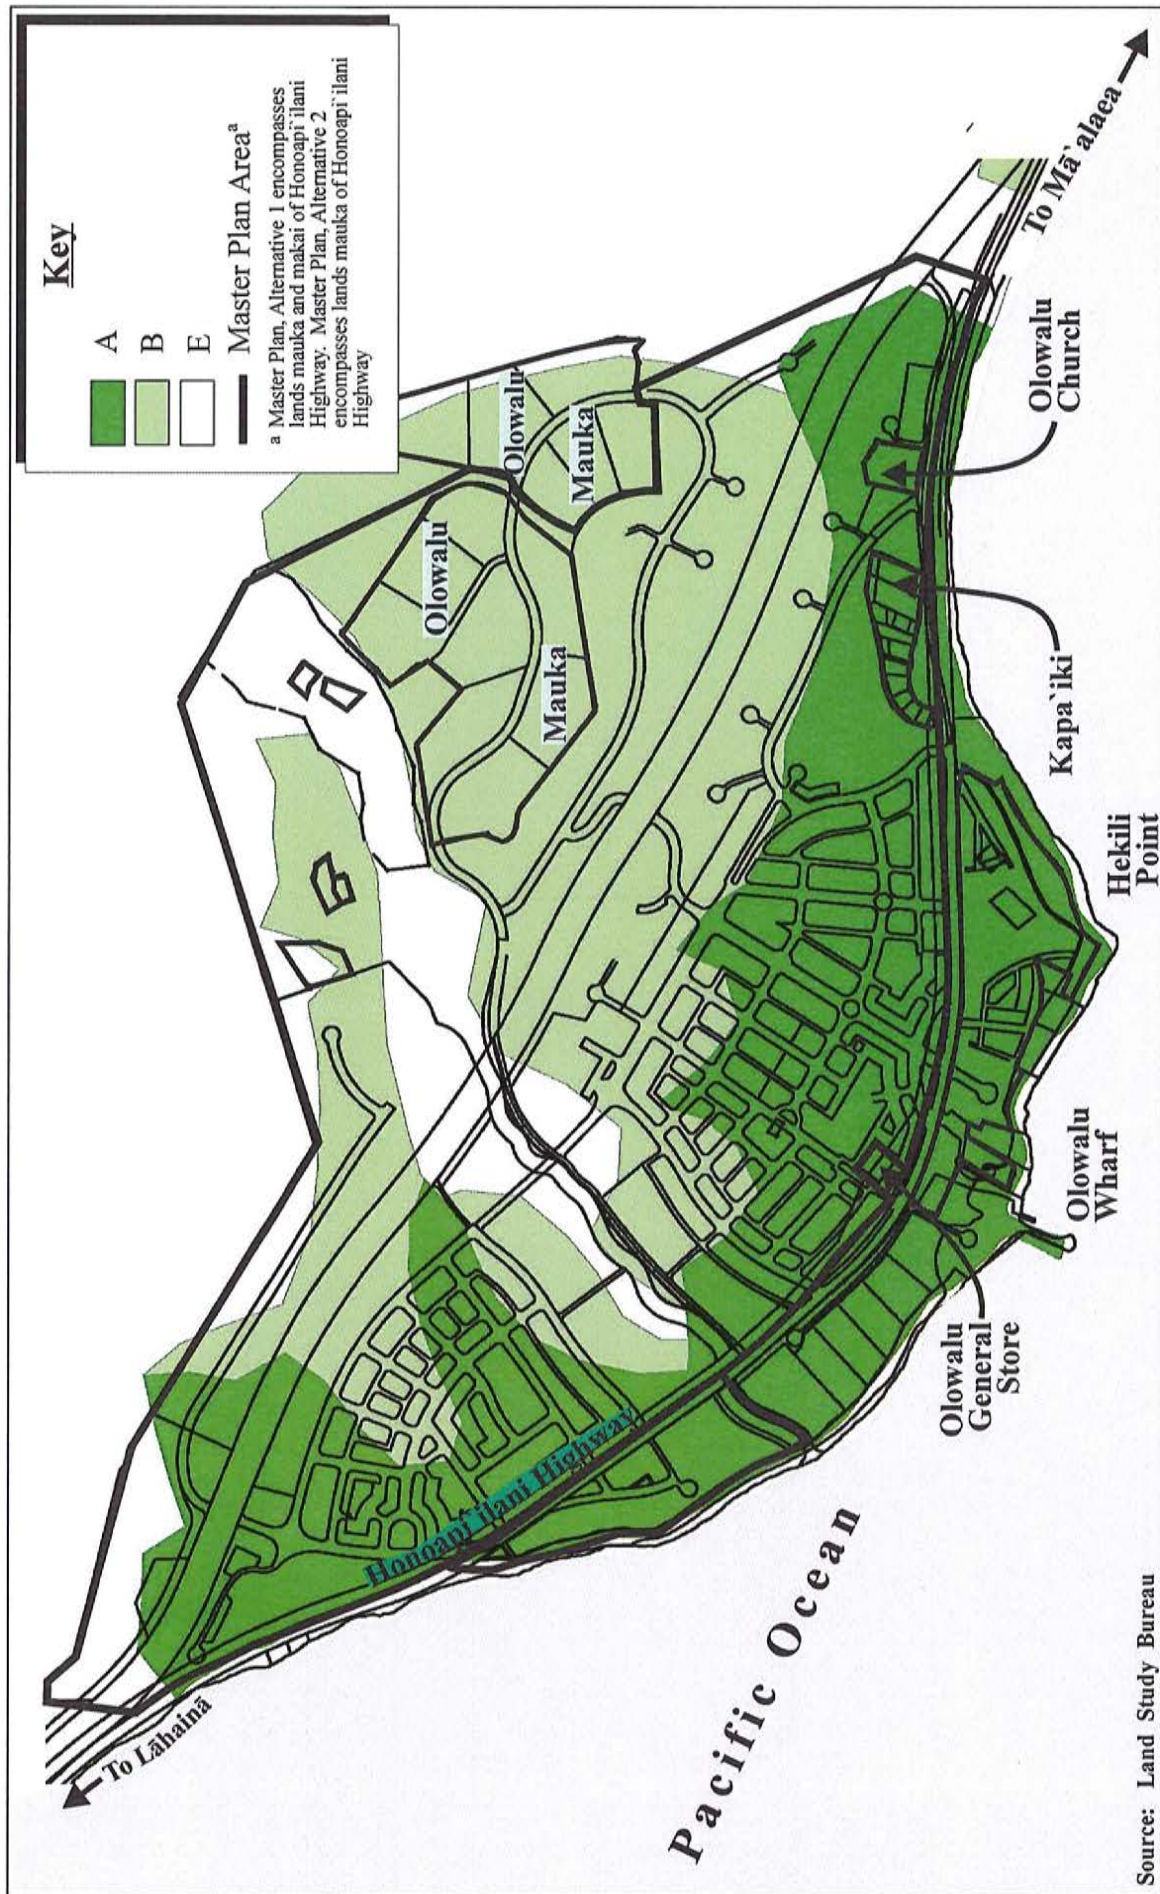 Key
A
B
E
Master Plan Areaª
ª Master Plan, Alternative 1 encompasses
lands mauka and makai of Honoapi`ilani
Highway. Master Plan, Alternative 2
encompasses lands mauka of Honoapi`ilani
Highway
Olowalu
Mauka
Olowalu
Mauka
Honoapi`ilani Highway
To Lāhainā
To Mā`alaea
Olowalu
Church
Kapa`iki
Hekili
Point
Olowalu
Wharf
Olowalu
General
Store
Pacific Ocean
Source: Land Study Bureau